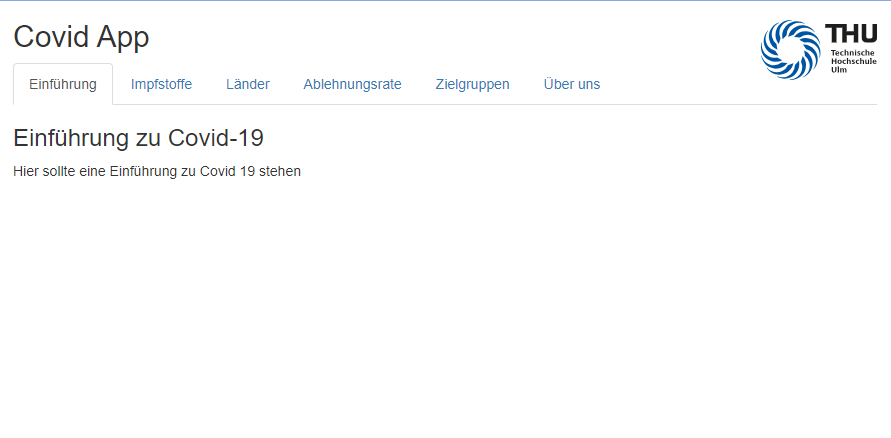 Covid App
THU
Technische
Hochschule
Ulm
Einführung Impfstoffe Länder Ablehnungsrate Zielgruppen Über uns
Einführung zu Covid-19
Hier sollte eine Einführung zu Covid 19 stehen